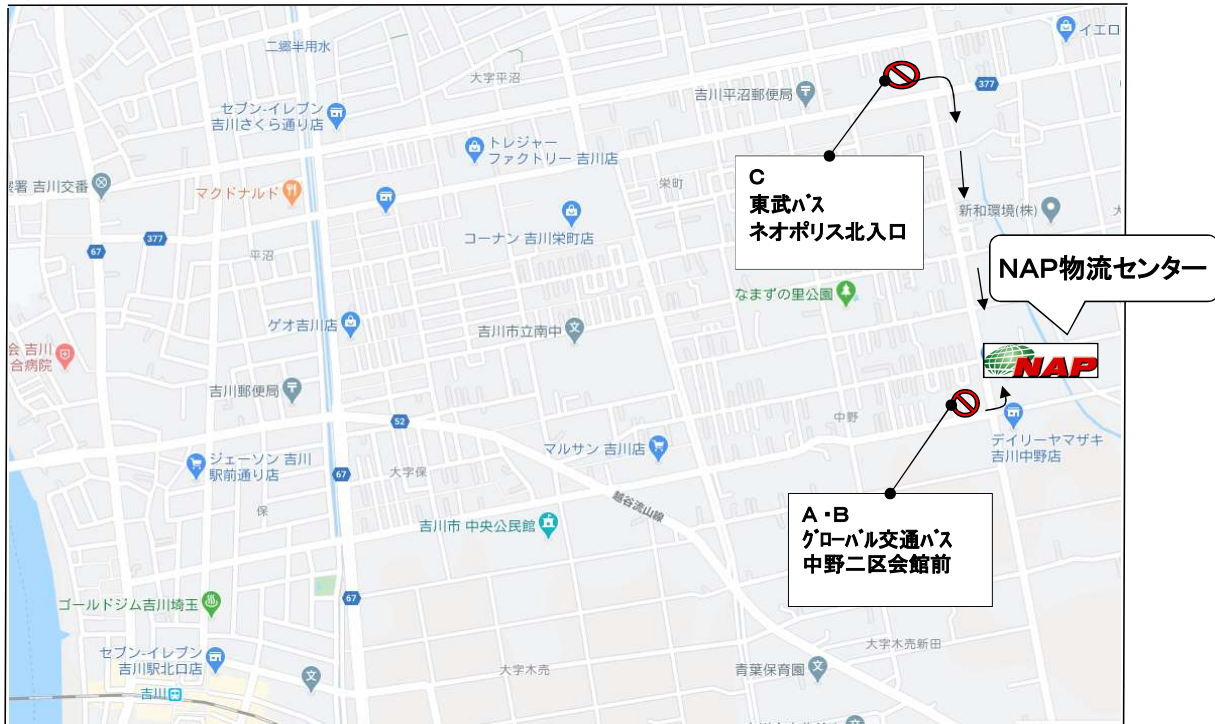 イエロ
二郷半用水
大字平沼
377
吉川平沼郵便局
セブン-イレブン
吉川さくら通り店
トレジャー
ファクトリー 吉川店
C
東武バス
ネオポリス北入口
吉川交番
マクドナルド
栄町
新和環境(株)
大
377
67
平沼
コーナン 吉川栄町店
NAP物流センター
なまずの里公園
ゲオ吉川店
吉川市立南中
会 吉川
合病院
NAP
吉川郵便局
52
中野
デイリーヤマザキ
吉川中野店
マルサン 吉川店
ジェーソン 吉川
駅前通り店
67
大字保
越谷流山線
保
吉川市 中央公民館
A・B
グローバル交通バス
中野二区会館前
ゴールドジム吉川埼玉
67
大字木売新田
セブン-イレブン
吉川駅北口店
大字木売
青葉保育園
吉川